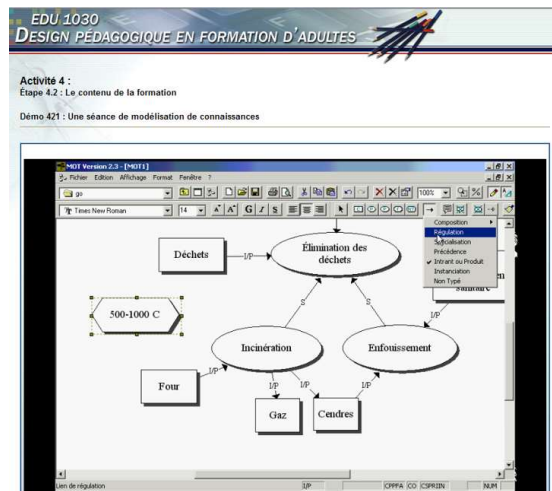 EDU 1030
DESIGN PÉDAGOGIQUE EN FORMATION D'ADULTES
Activité 4 :
Étape 4.2 : Le contenu de la formation
Démo 421 : Une séance de modélisation de connaissances
MOT Version 2.3 - [MOT1]
Fichier Edition Affichage Format Fenêtre ?
go
100%
Times New Roman
14
G I S
Composition
Régulation
Spécialisation
Précédence
Intrant ou Produit
Instanciation
Non Typé
Déchets
I/P
Élimination des
déchets
sanitaire
500-1000 C
S
S
I/P
Incinération
Enfouissement
I/P
I/P
I/P
I/P
Four
Gaz
Cendres
Lien de régulation
I/P
CPPFA CO CSPRIIN NUM